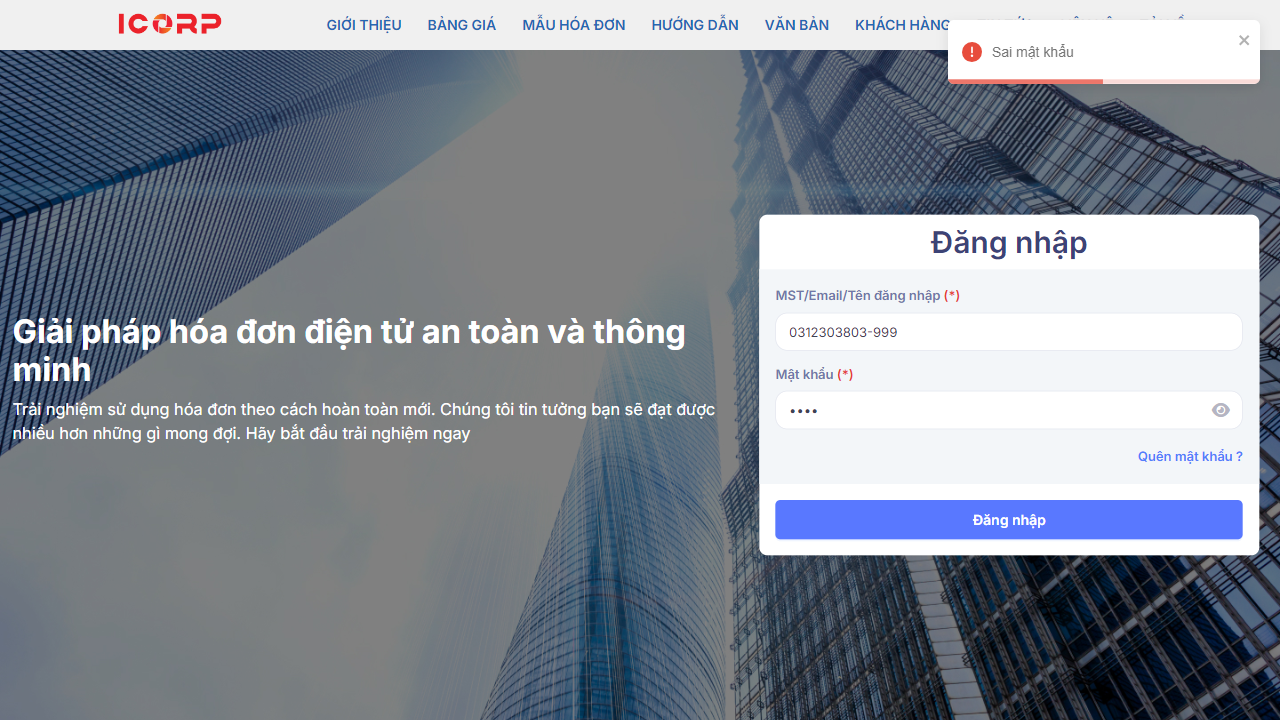 ICORP
GIỚI THIỆU BẢNG GIÁ MẪU HÓA ĐƠN HƯỚNG DẪN VĂN BẢN KHÁCH HÀNG
Sai mật khẩu
Đăng nhập
MST/Email/Tên đăng nhập (*)
0312303803-999
Mật khẩu (*)
••••
Quên mật khẩu ?
Đăng nhập
Giải pháp hóa đơn điện tử an toàn và thông
minh
Trải nghiệm sử dụng hóa đơn theo cách hoàn toàn mới. Chúng tôi tin tưởng bạn sẽ đạt được
nhiều hơn những gì mong đợi. Hãy bắt đầu trải nghiệm ngay